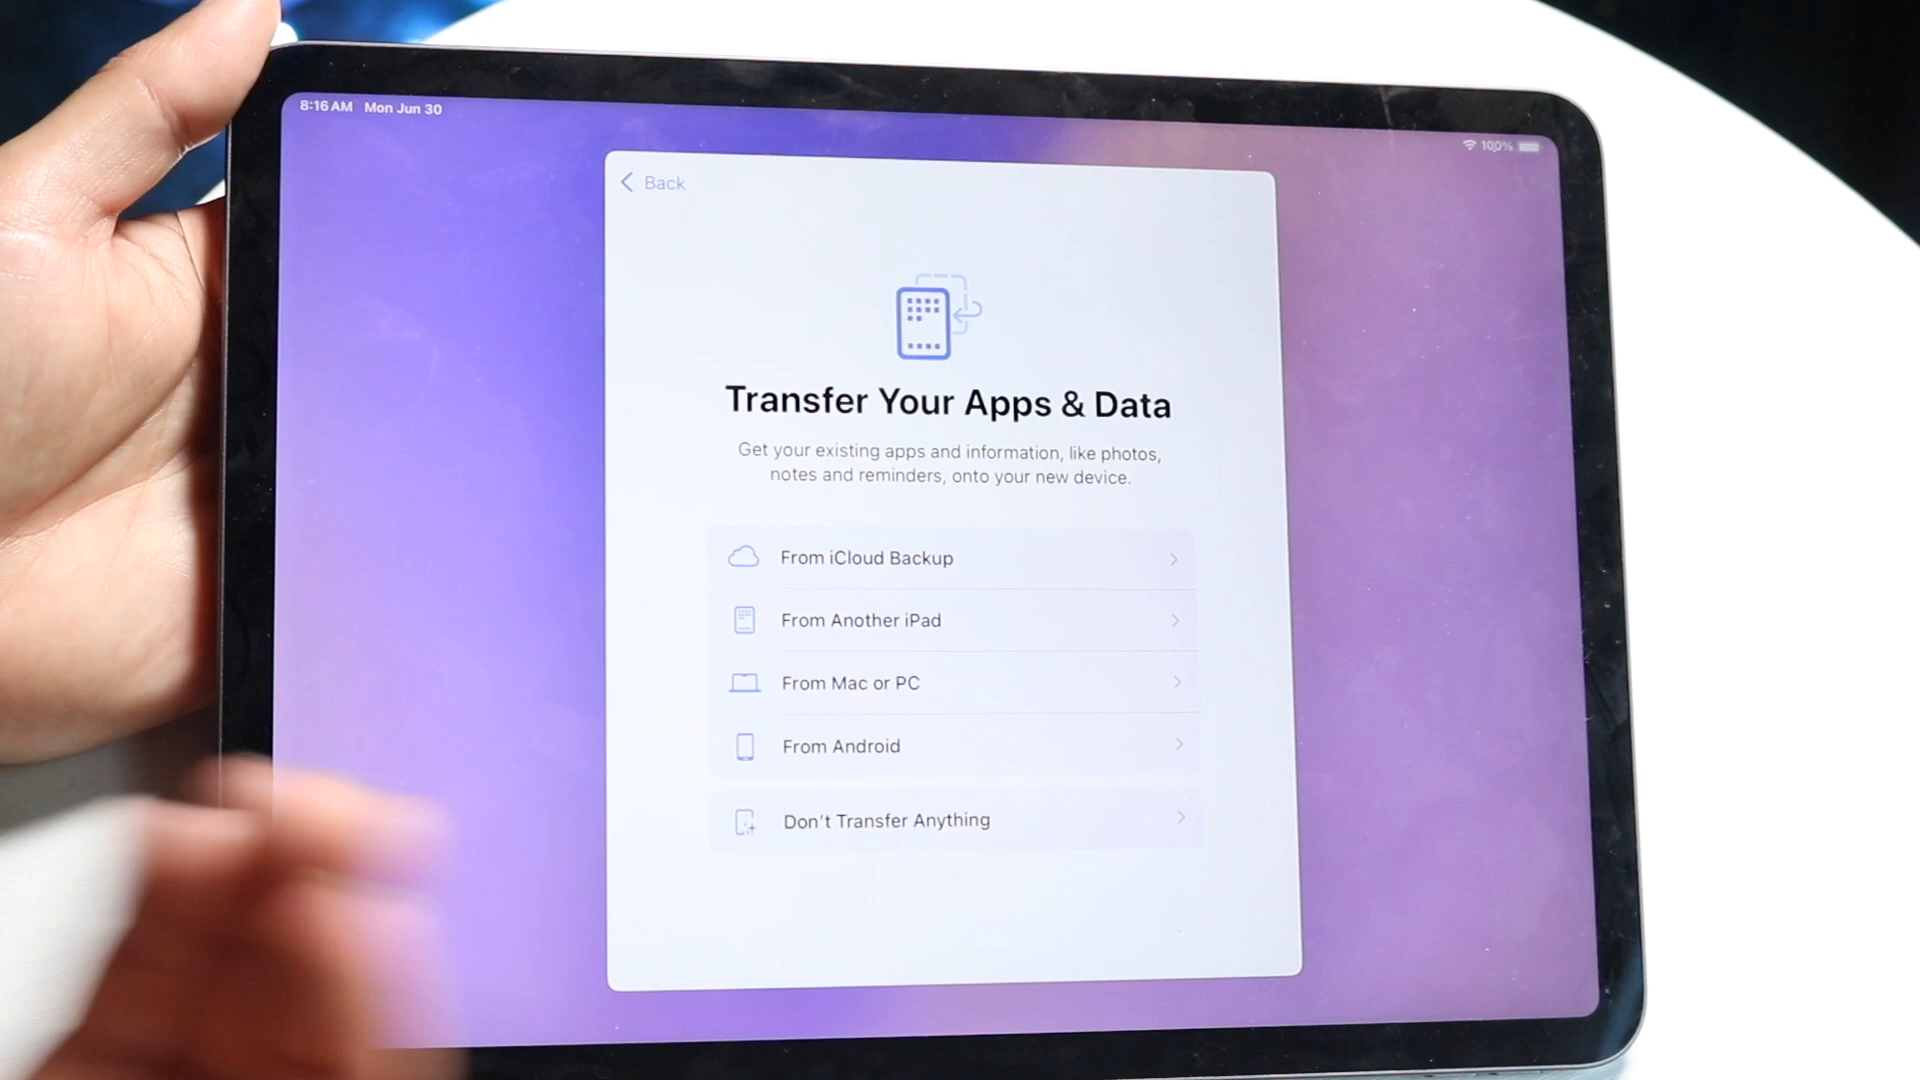 8:16 AM Mon Jun 30
100%
Back
Transfer Your Apps & Data
Get your existing apps and information, like photos,
notes and reminders, onto your new device.
From iCloud Backup
From Another iPad
From Mac or PC
From Android
Don't Transfer Anything